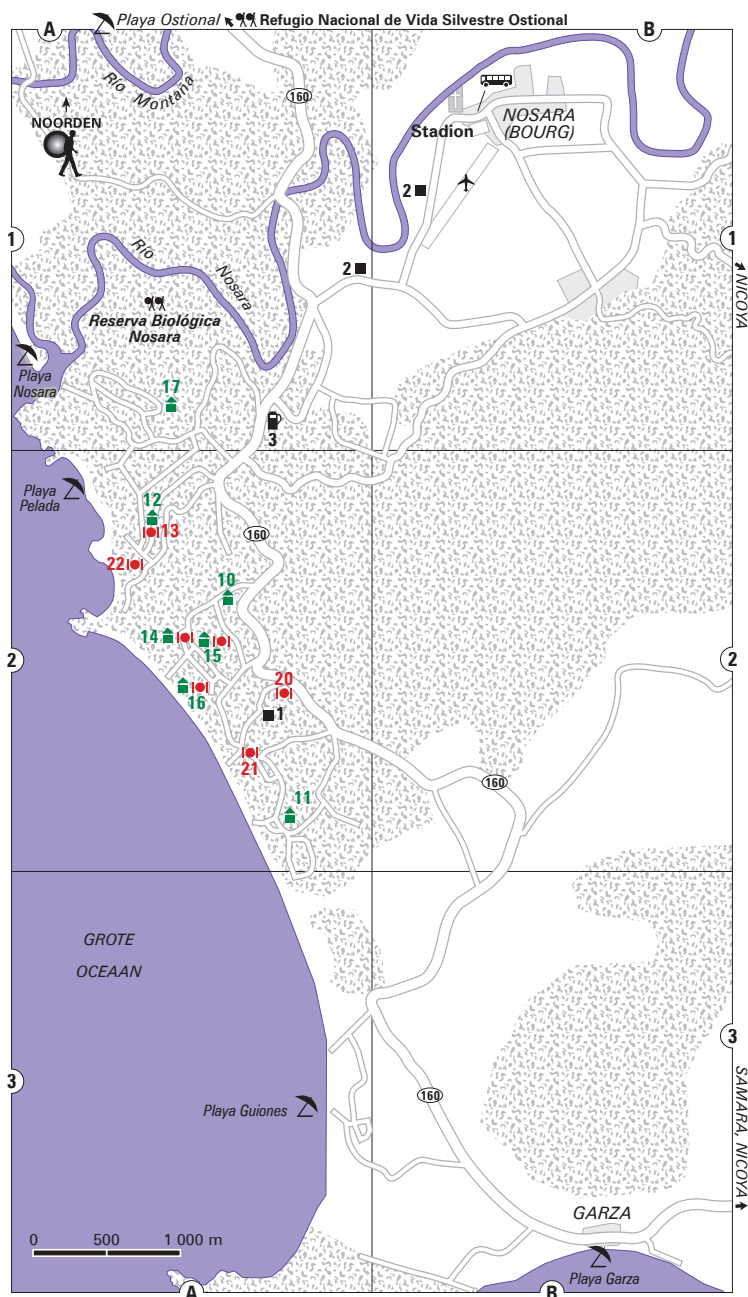 A
Playa Ostional
Refugio Nacional de Vida Silvestre Ostional
B
Río Montaña
160
NOORDEN
Stadion
NOSARA
(BOURG)
2
1
1
2
Río Nosara
NICOYA
Reserva Biológica
Nosara
Playa
Nosara
17
3
Playa
Pelada
12
13
160
22
10
14
15
2
2
16
20
1
21
160
11
GROTE
OCEAAN
3
3
160
Playa Guiones
SAMARA, NICOYA
GARZA
0 500 1 000 m
Playa Garza
A
B